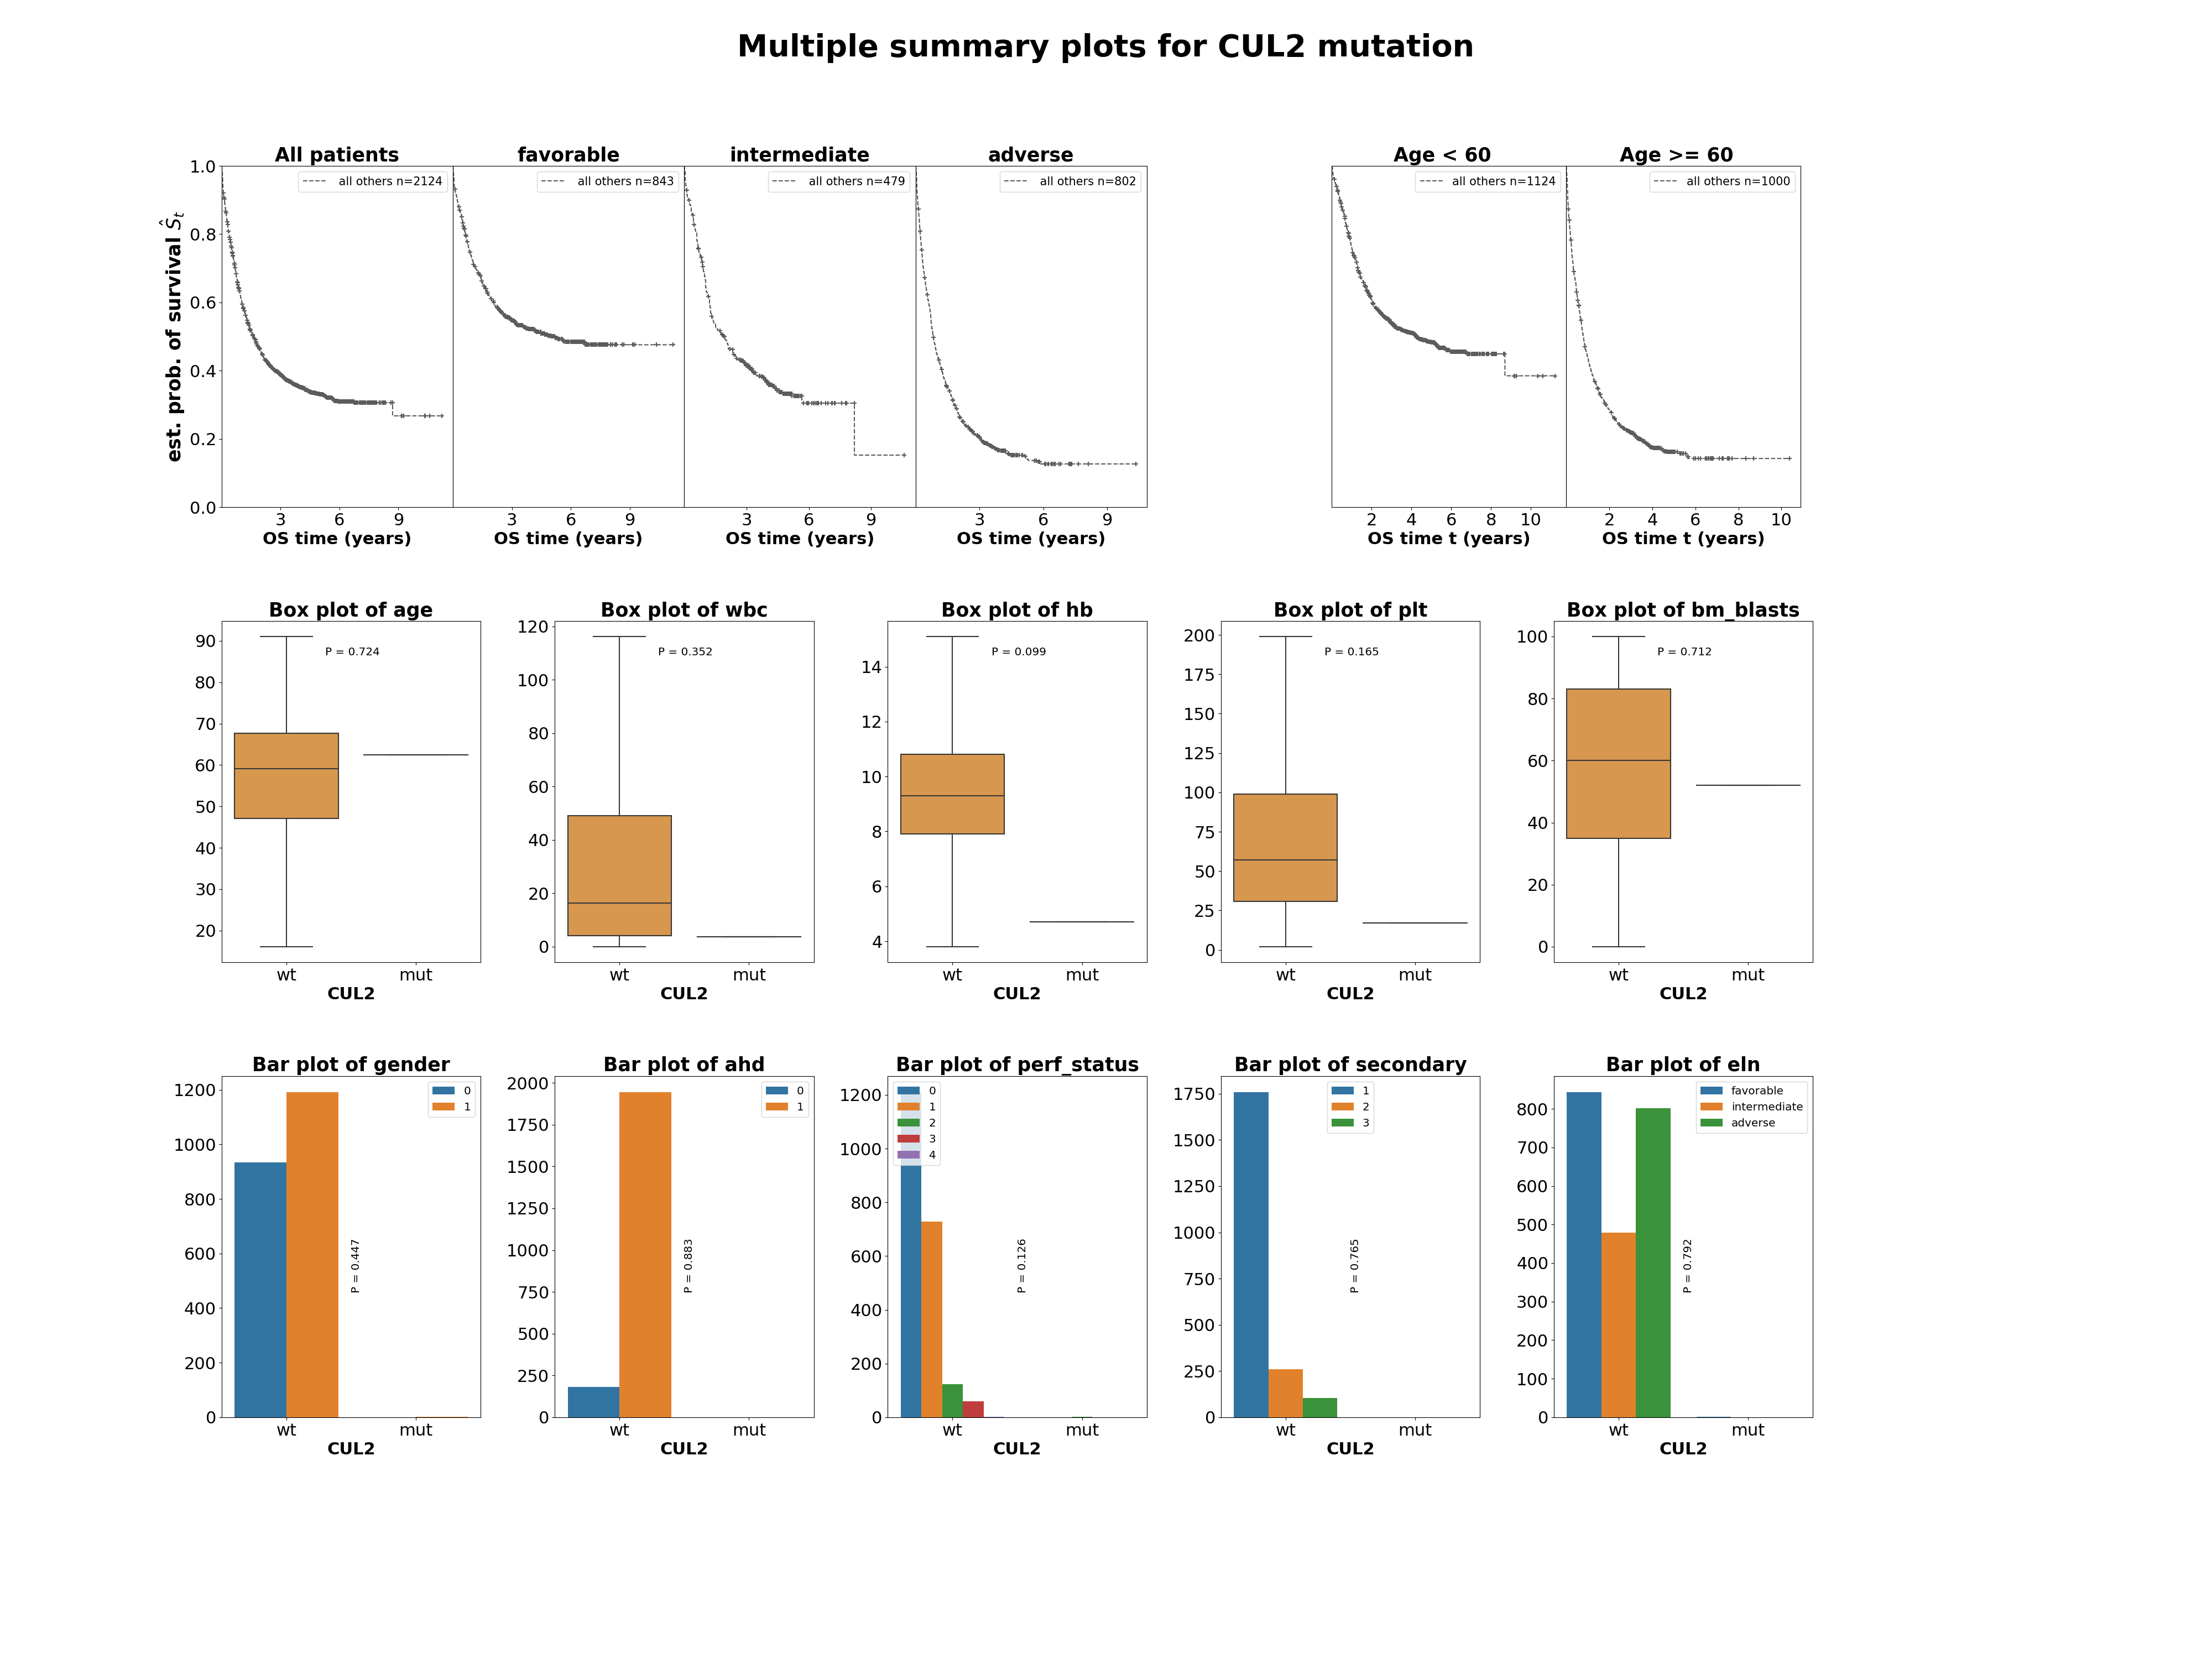 Multiple summary plots for CUL2 mutation
All patients
favorable
intermediate
adverse
Age < 60
Age >= 60
all others n=2124
all others n=843
all others n=479
all others n=802
all others n=1124
all others n=1000
est. prob. of survival Ŝt
1.0
0.8
0.6
0.4
0.2
0.0
3 6 9
3 6 9
3 6 9
3 6 9
2 4 6 8 10
2 4 6 8 10
OS time (years)
OS time (years)
OS time (years)
OS time (years)
OS time t (years)
OS time t (years)
Box plot of age
P = 0.724
90
80
70
60
50
40
30
20
wt mut
CUL2
Box plot of wbc
P = 0.352
120
100
80
60
40
20
0
wt mut
CUL2
Box plot of hb
P = 0.099
14
12
10
8
6
4
wt mut
CUL2
Box plot of plt
P = 0.165
200
175
150
125
100
75
50
25
0
wt mut
CUL2
Box plot of bm_blasts
P = 0.712
100
80
60
40
20
0
wt mut
CUL2
Bar plot of gender
0
1
P = 0.447
1200
1000
800
600
400
200
0
wt mut
CUL2
Bar plot of ahd
0
1
P = 0.883
2000
1750
1500
1250
1000
750
500
250
0
wt mut
CUL2
Bar plot of perf_status
0
1
2
3
4
P = 0.126
1200
1000
800
600
400
200
0
wt mut
CUL2
Bar plot of secondary
1
2
3
P = 0.765
1750
1500
1250
1000
750
500
250
0
wt mut
CUL2
Bar plot of eln
favorable
intermediate
adverse
P = 0.792
800
700
600
500
400
300
200
100
0
wt mut
CUL2